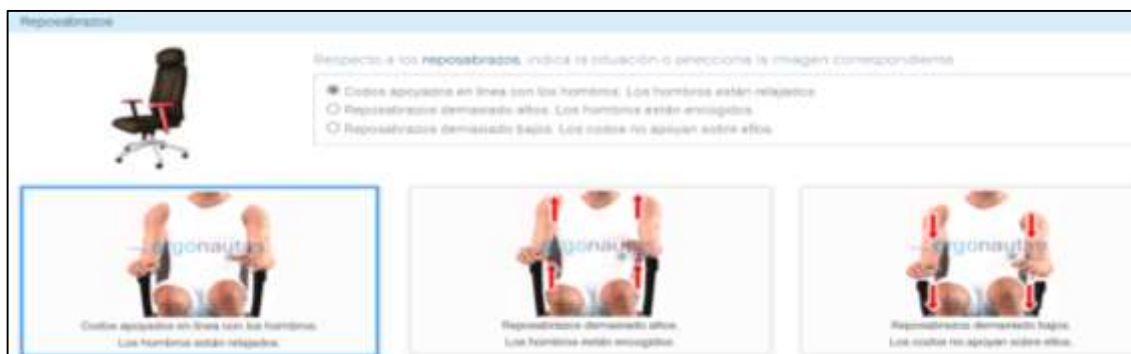 Reposabrazos
Respecto a los reposabrazos, indica la situación o selecciona la imagen correspondiente
Codos apoyados en línea con los hombros. Los hombros están relajados.
Reposabrazos demasiado altos. Los hombros están encogidos.
Reposabrazos demasiado bajos. Los codos no apoyan sobre ellos.
ergonautas
ergonautas
ergonautas
Codos apoyados en línea con los hombros.
Los hombros están relajados.
Reposabrazos demasiado altos.
Los hombros están encogidos.
Reposabrazos demasiado bajos.
Los codos no apoyan sobre ellos.